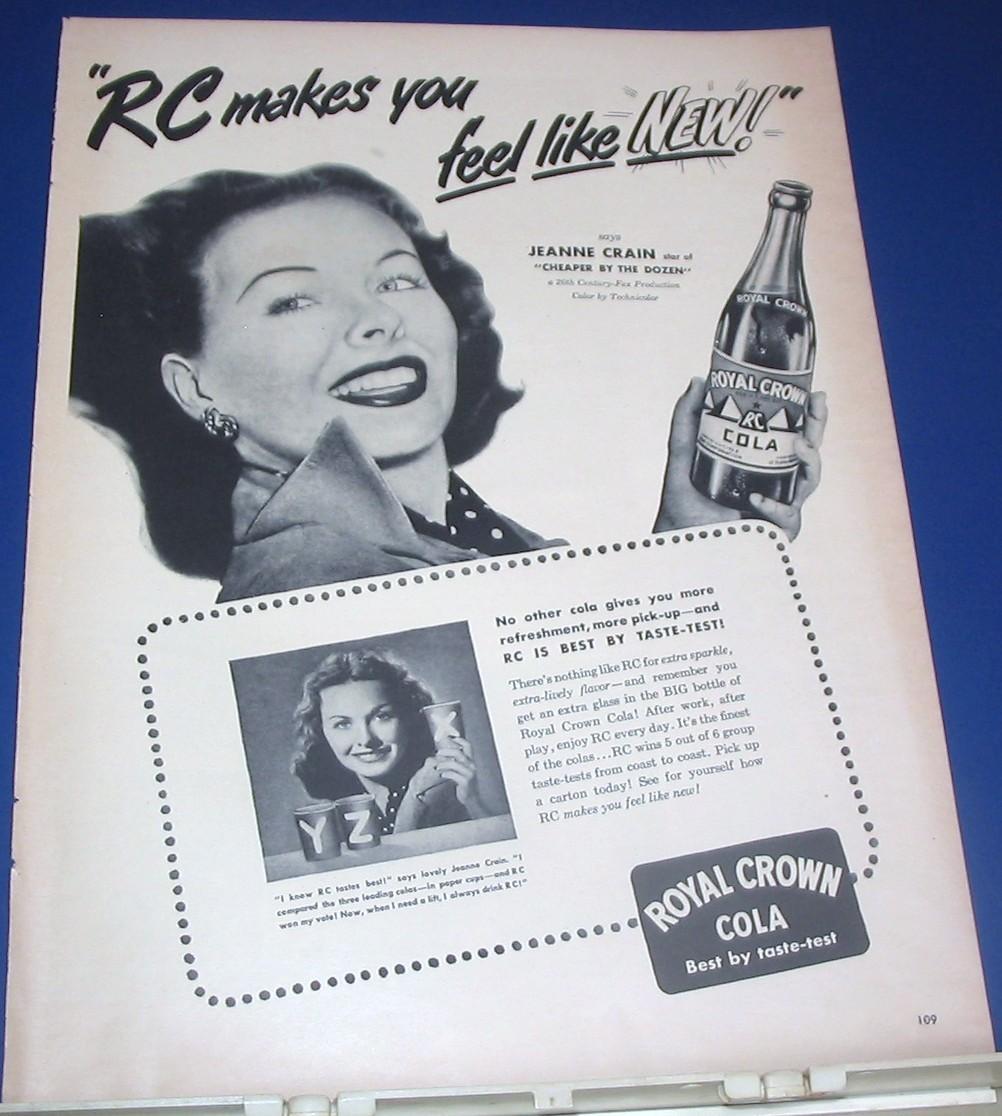 "RC makes you
feel like NEW!"
says
JEANNE CRAIN star of
"CHEAPER BY THE DOZEN"
a 20th Century-Fox Production
Color by Technicolor
ROYAL CROWN
ROYAL CROWN
RC
COLA
No other cola gives you more
refreshment, more pick-up—and
RC IS BEST BY TASTE-TEST!
There's nothing like RC for extra sparkle,
extra-lively flavor—and remember you
get an extra glass in the BIG bottle of
Royal Crown Cola! After work, after
play, enjoy RC every day. It's the finest
of the colas...RC wins 5 out of 6 group
taste-tests from coast to coast. Pick up
a carton today! See for yourself how
RC makes you feel like new!
X
Y Z
"I knew RC tastes best!" says lovely Jeanne Crain. "I
compared the three leading colas—in paper cups—and RC
won my vote! Now, when I need a lift, I always drink RC!"
ROYAL CROWN
COLA
Best by taste-test
109